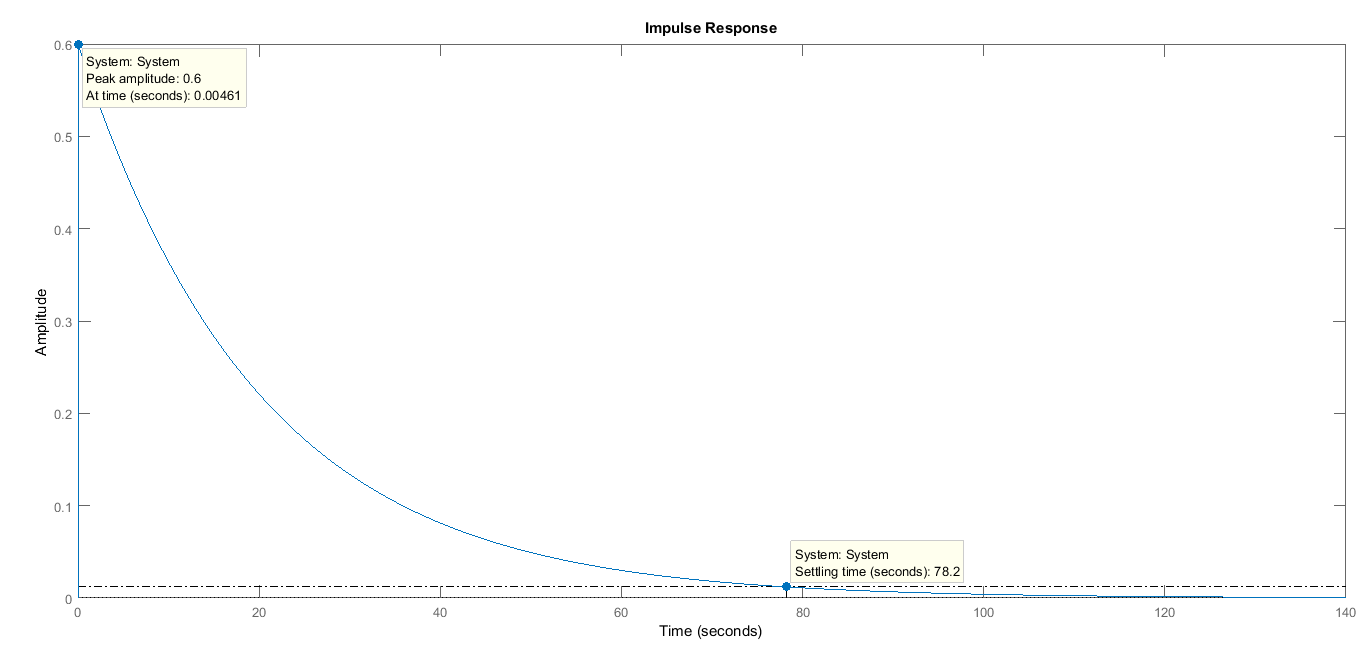 Impulse Response
0.6
System: System
Peak amplitude: 0.6
At time (seconds): 0.00461
0.5
0.4
0.3
Amplitude
0.2
0.1
System: System
Settling time (seconds): 78.2
0
0 20 40 60 80 100 120 140
Time (seconds)